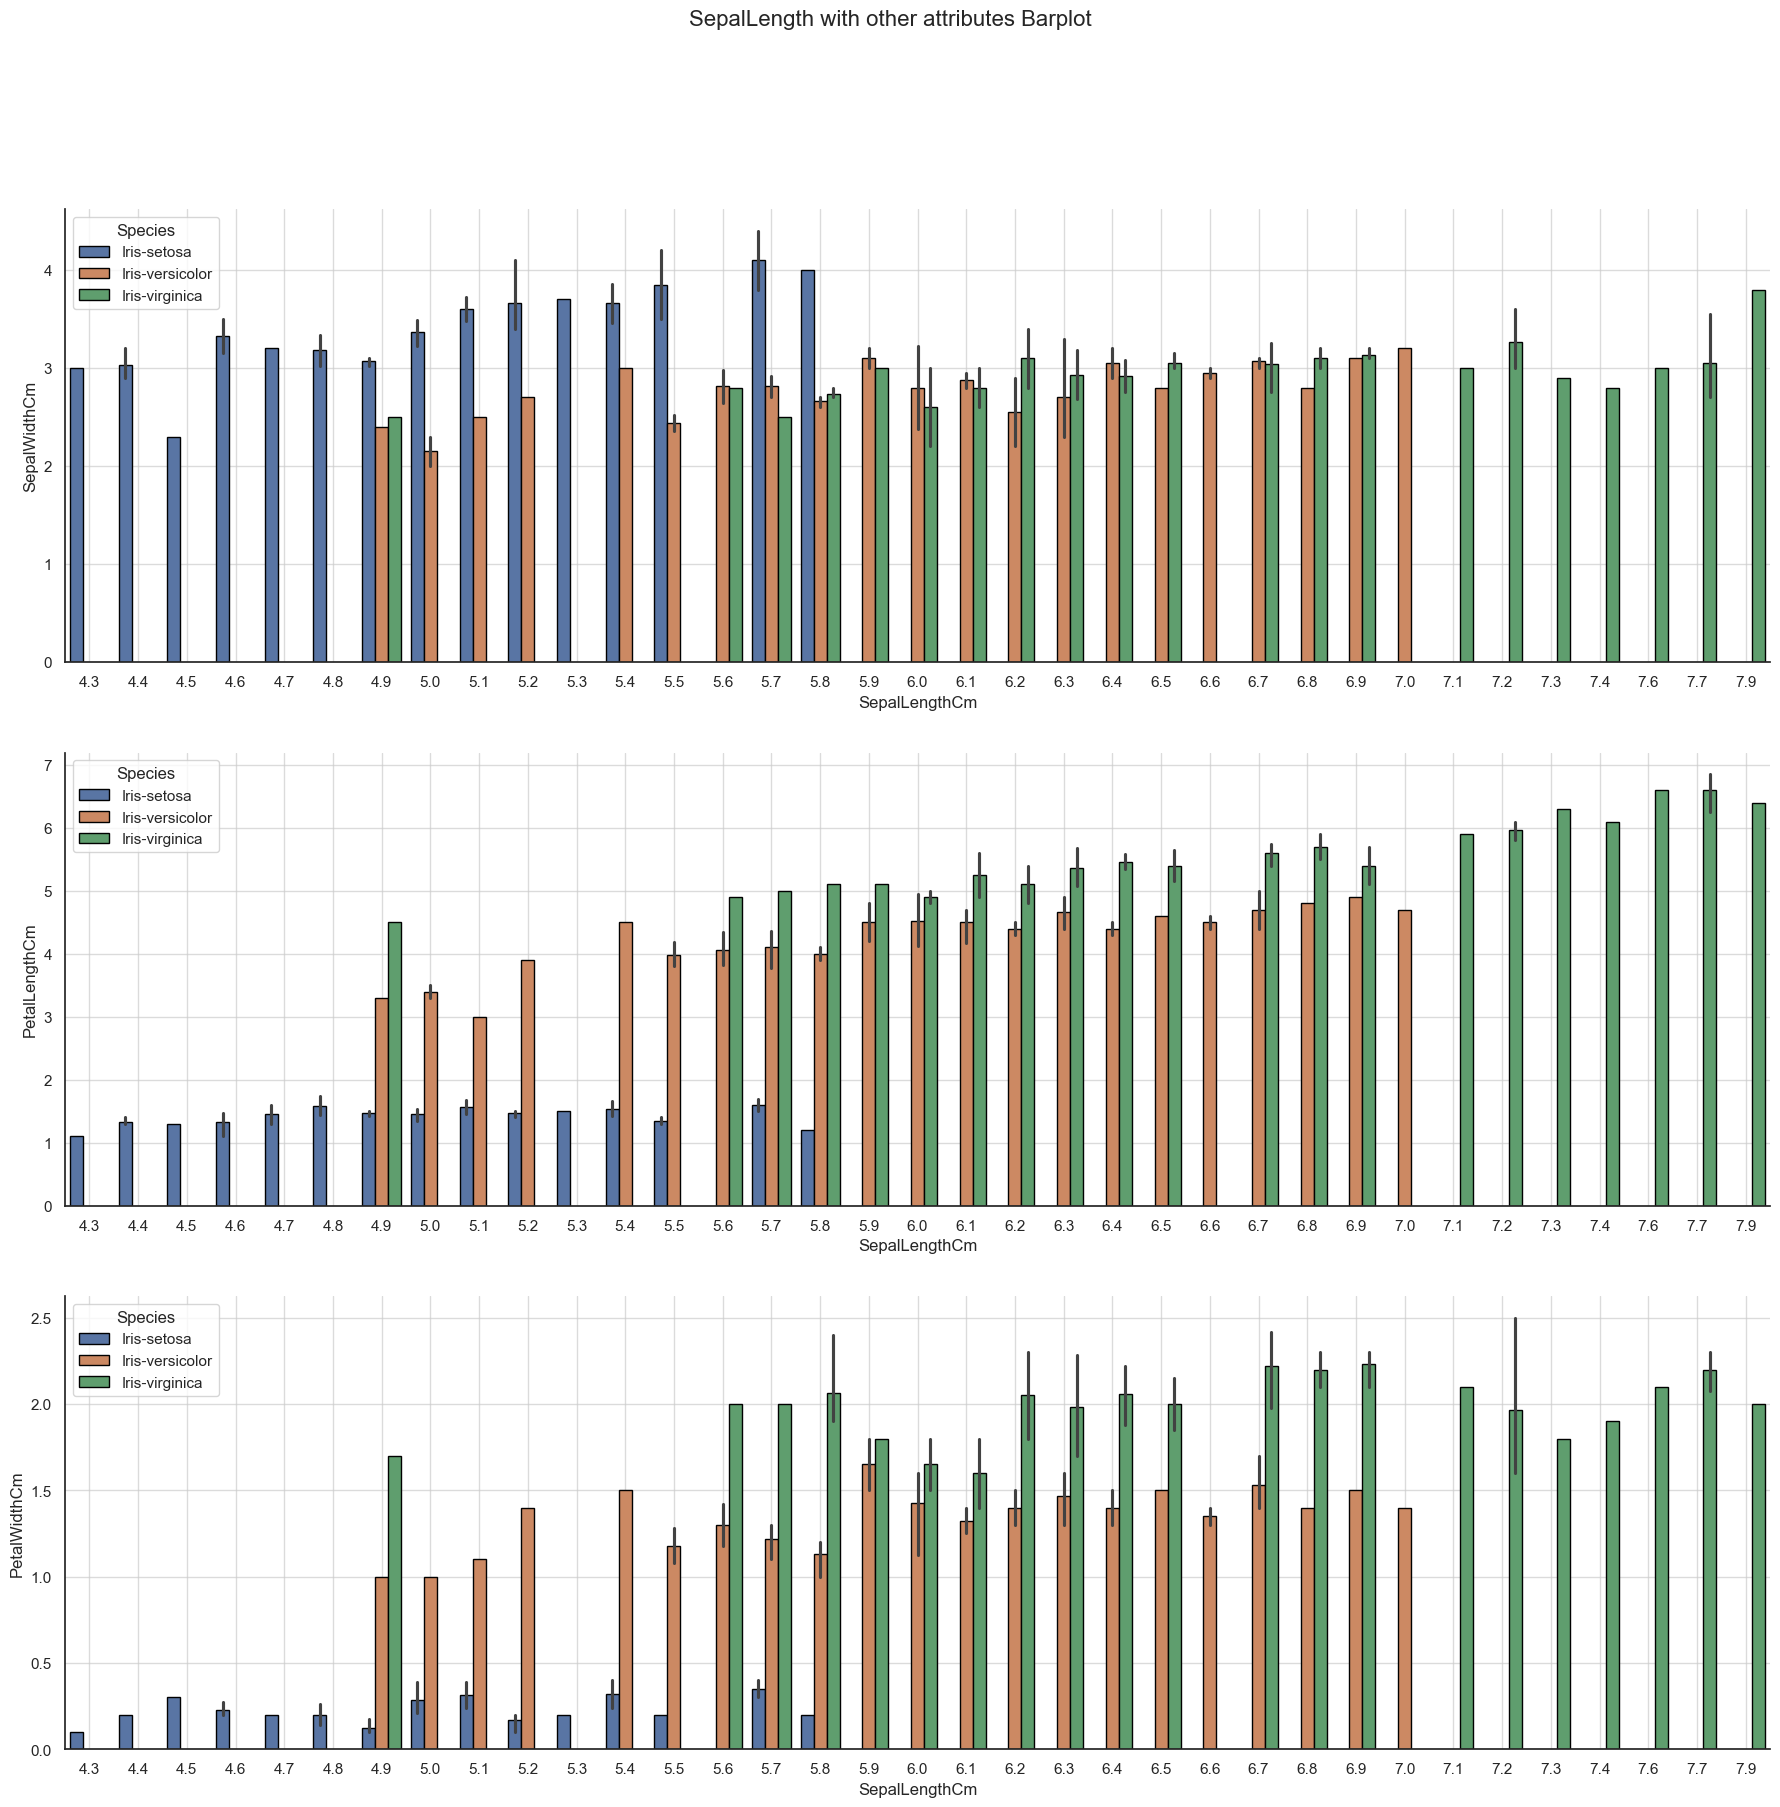 SepalLength with other attributes Barplot
Species
Iris-setosa
Iris-versicolor
Iris-virginica
SepalWidthCm
4
3
2
1
0
4.3 4.4 4.5 4.6 4.7 4.8 4.9 5.0 5.1 5.2 5.3 5.4 5.5 5.6 5.7 5.8 5.9 6.0 6.1 6.2 6.3 6.4 6.5 6.6 6.7 6.8 6.9 7.0 7.1 7.2 7.3 7.4 7.6 7.7 7.9
SepalLengthCm
Species
Iris-setosa
Iris-versicolor
Iris-virginica
PetalLengthCm
7
6
5
4
3
2
1
0
4.3 4.4 4.5 4.6 4.7 4.8 4.9 5.0 5.1 5.2 5.3 5.4 5.5 5.6 5.7 5.8 5.9 6.0 6.1 6.2 6.3 6.4 6.5 6.6 6.7 6.8 6.9 7.0 7.1 7.2 7.3 7.4 7.6 7.7 7.9
SepalLengthCm
Species
Iris-setosa
Iris-versicolor
Iris-virginica
PetalWidthCm
2.5
2.0
1.5
1.0
0.5
0.0
4.3 4.4 4.5 4.6 4.7 4.8 4.9 5.0 5.1 5.2 5.3 5.4 5.5 5.6 5.7 5.8 5.9 6.0 6.1 6.2 6.3 6.4 6.5 6.6 6.7 6.8 6.9 7.0 7.1 7.2 7.3 7.4 7.6 7.7 7.9
SepalLengthCm